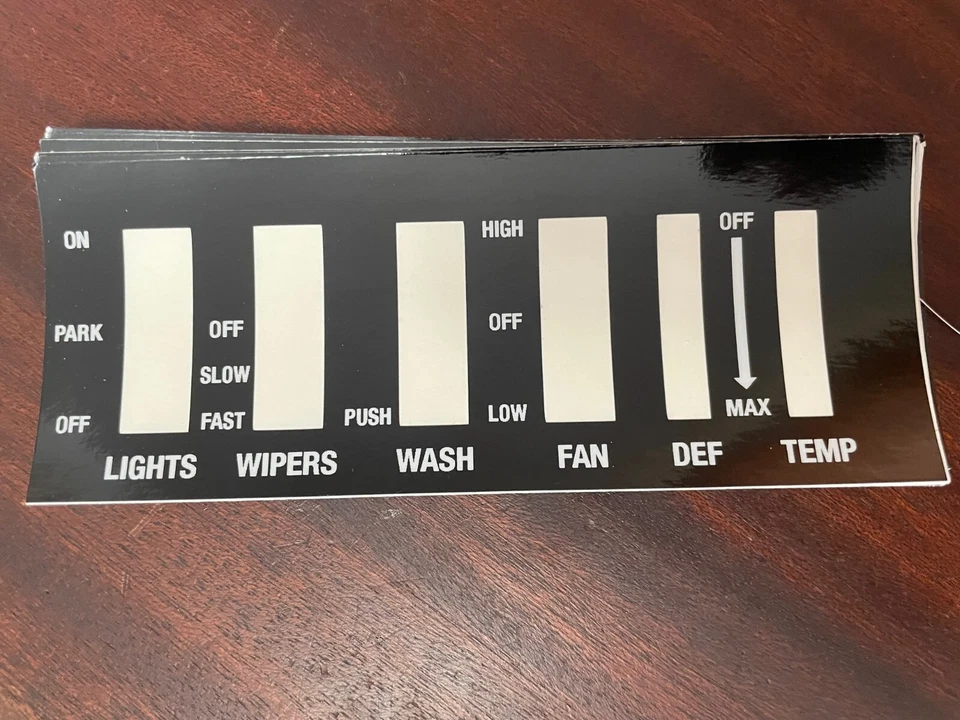 ON
PARK
OFF
LIGHTS
OFF
SLOW
FAST
WIPERS
PUSH
WASH
HIGH
OFF
LOW
FAN
DEF
OFF
MAX
TEMP